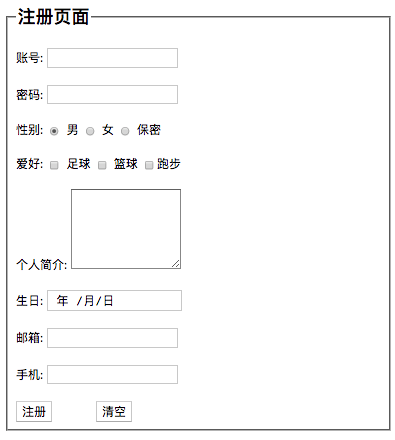 注册页面
账号:
密码:
性别: 男 女 保密
爱好: 足球 篮球 跑步
个人简介:
生日: 年 /月/日
邮箱:
手机:
注册 清空